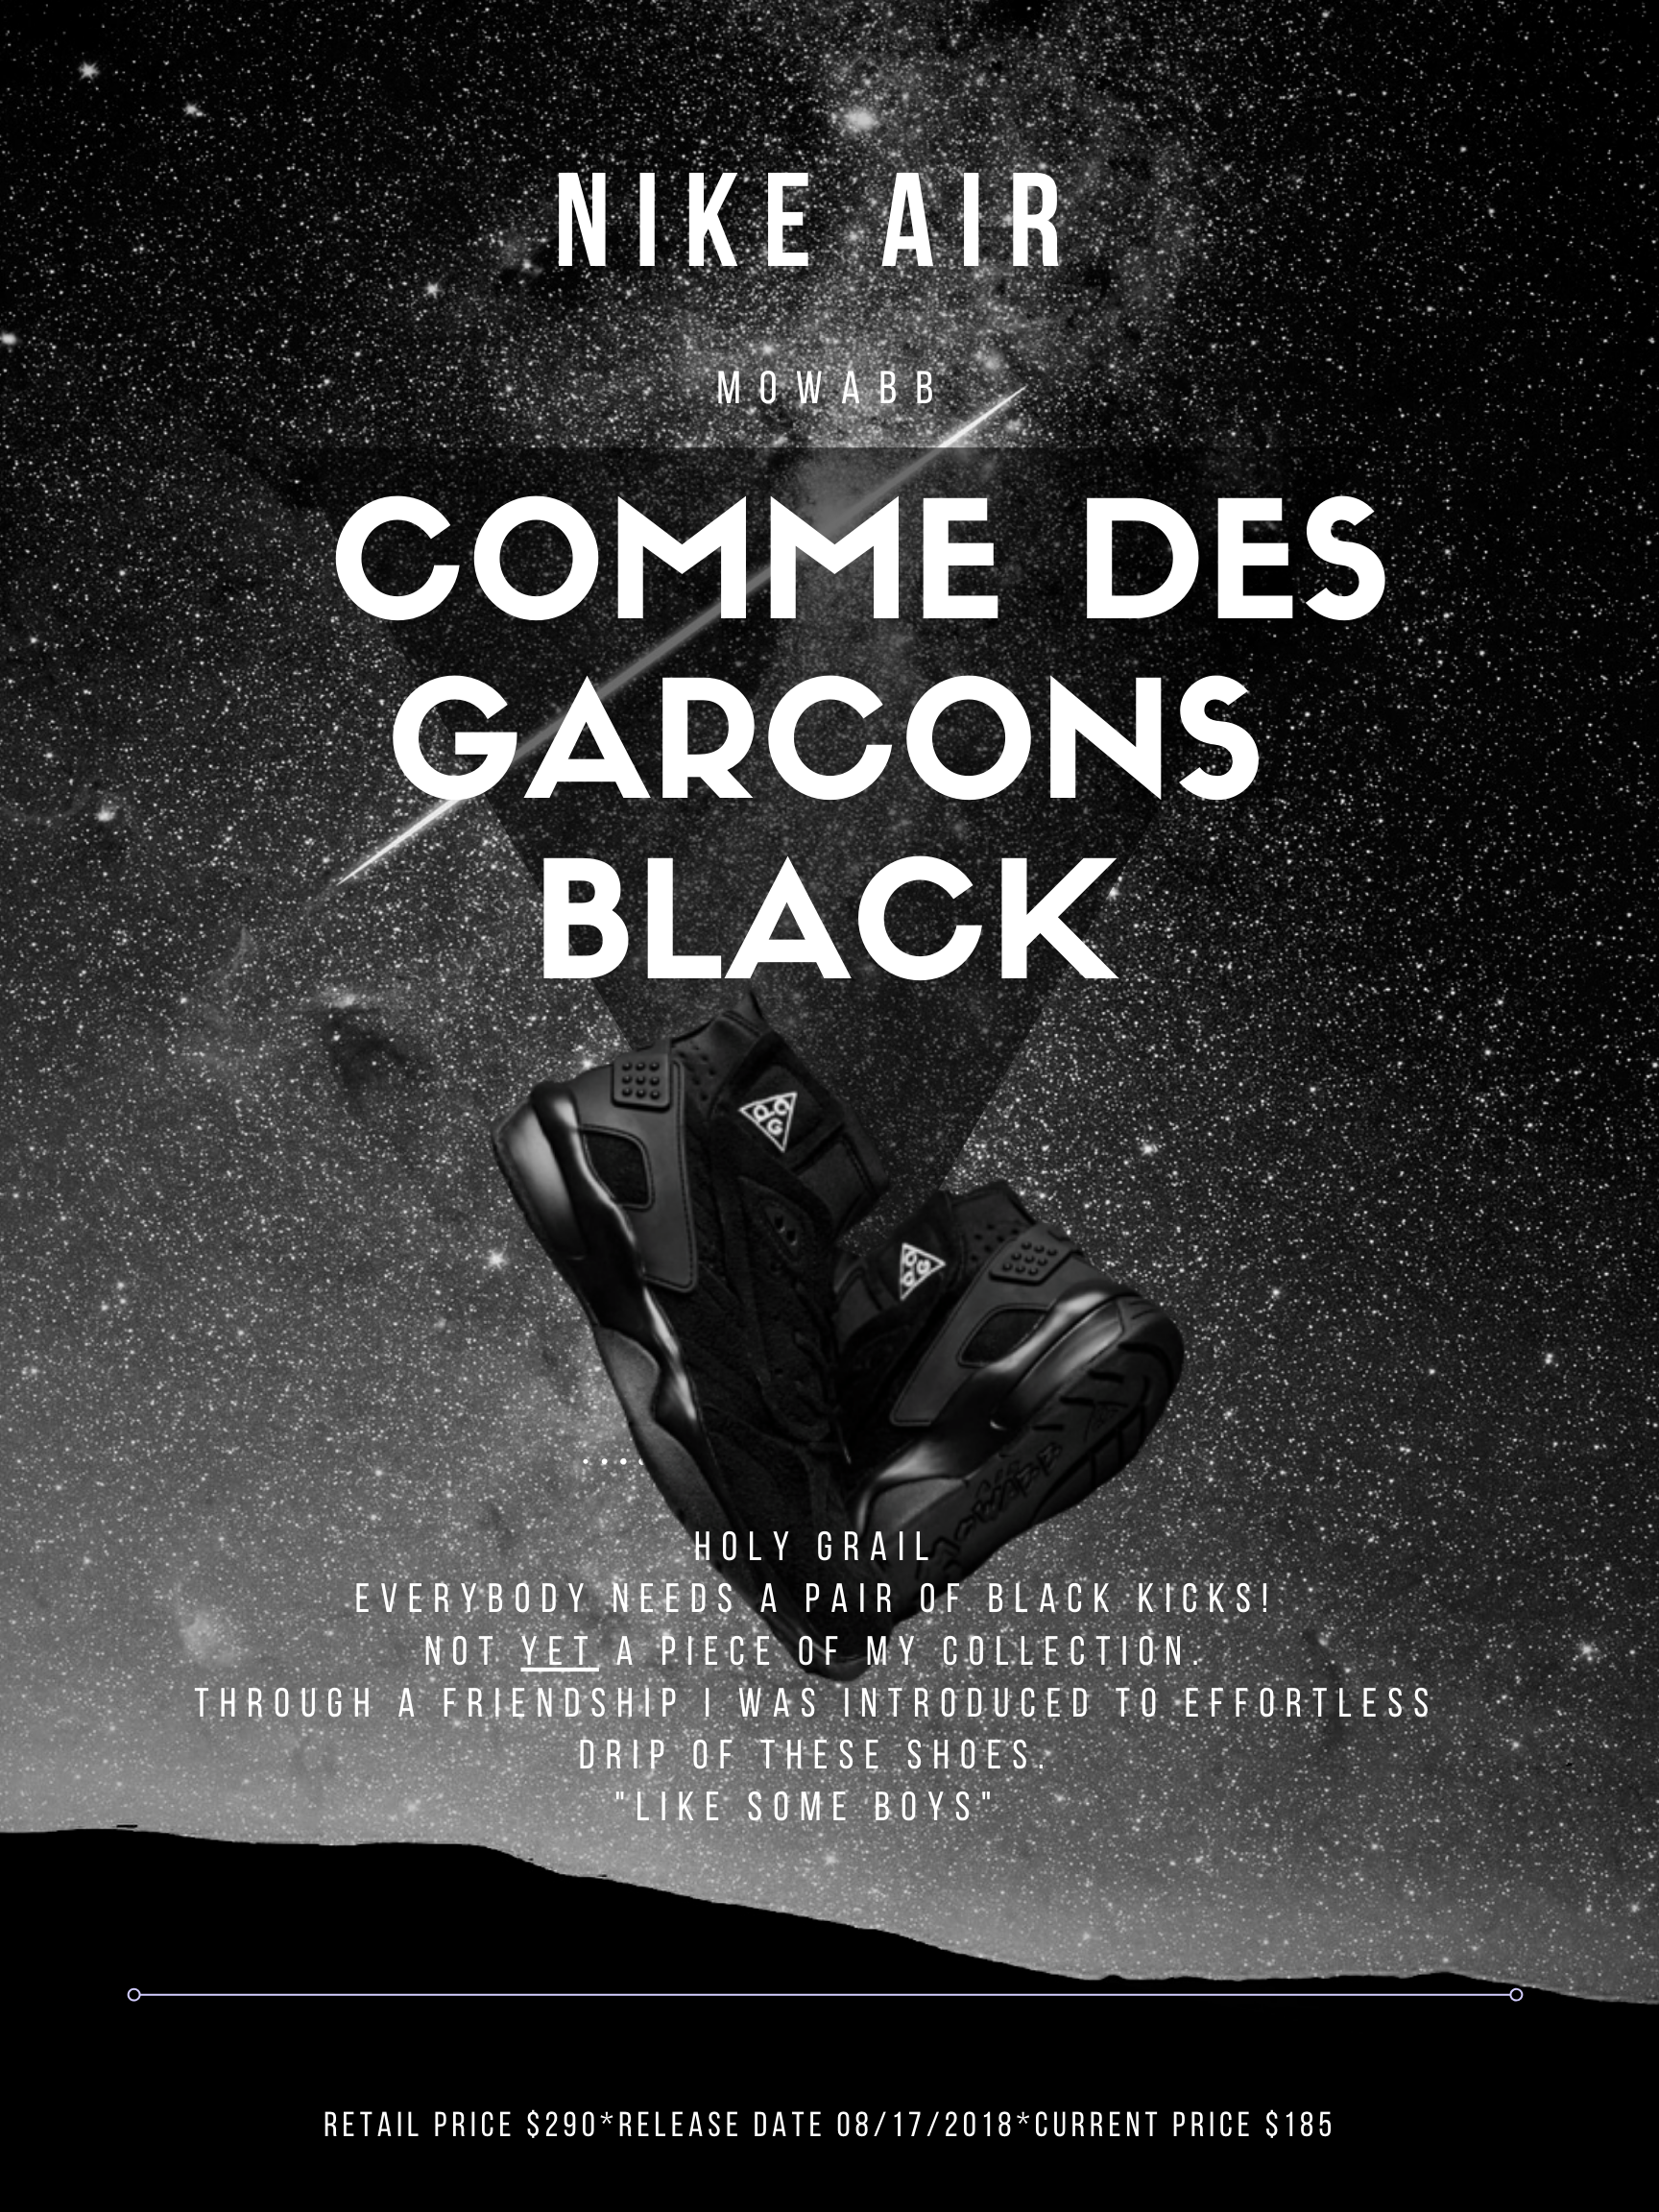 NIKE AIR
MOWABB
COMME DES
GARCONS
BLACK
HOLY GRAIL
EVERYBODY NEEDS A PAIR OF BLACK KICKS!
NOT YET A PIECE OF MY COLLECTION.
THROUGH A FRIENDSHIP I WAS INTRODUCED TO EFFORTLESS
DRIP OF THESE SHOES.
"LIKE SOME BOYS"
RETAIL PRICE $290*RELEASE DATE 08/17/2018*CURRENT PRICE $185